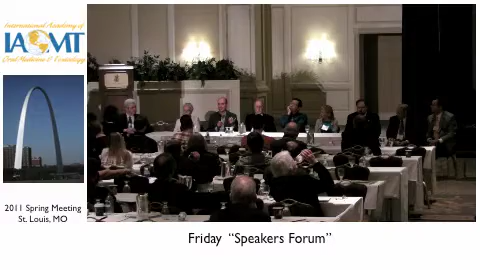 International Academy of
IAOMT
Oral Medicine & Toxicology
2011 Spring Meeting
St. Louis, MO
Friday "Speakers Forum"